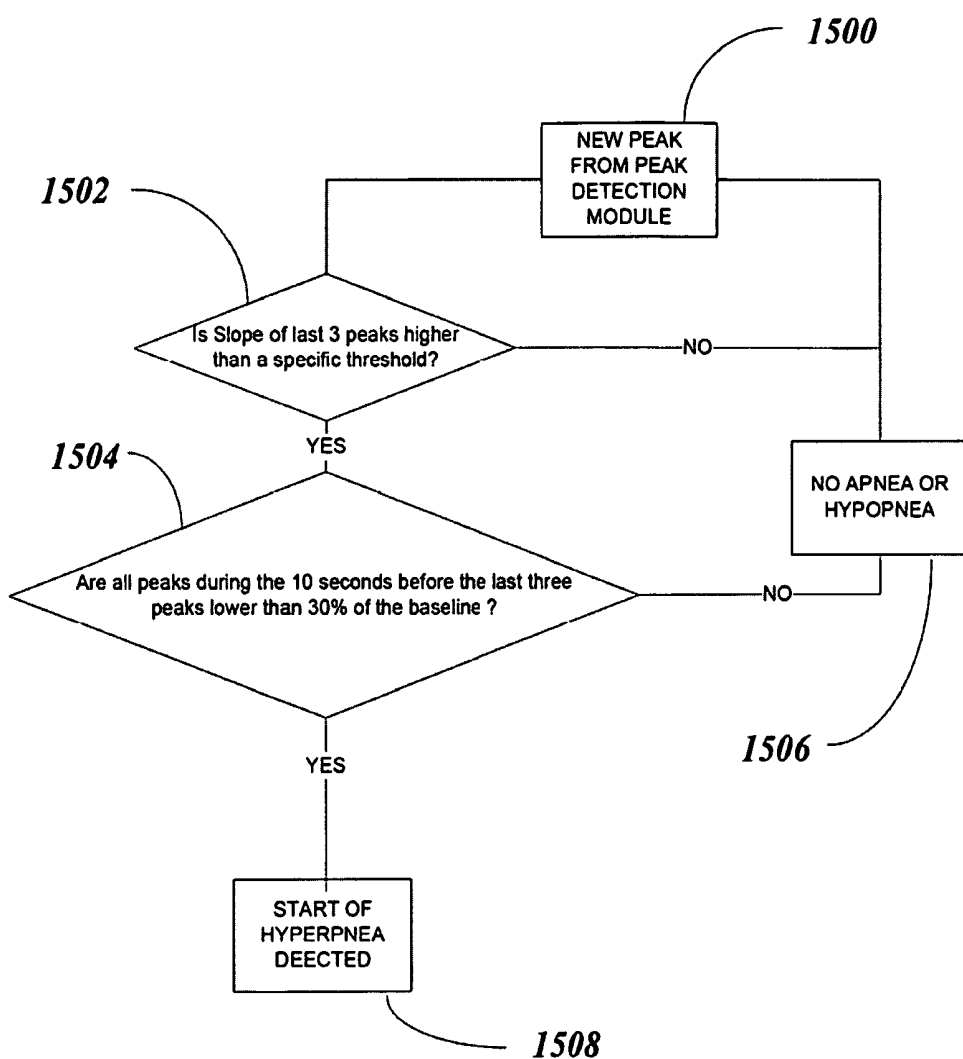 1500
NEW PEAK
FROM PEAK
DETECTION
MODULE
1502
Is Slope of last 3 peaks higher
than a specific threshold?
NO
YES
1504
NO APNEA OR
HYPOPNEA
Are all peaks during the 10 seconds before the last three
peaks lower than 30% of the baseline ?
NO
1506
YES
START OF
HYPERPNEA
DEECTED
1508